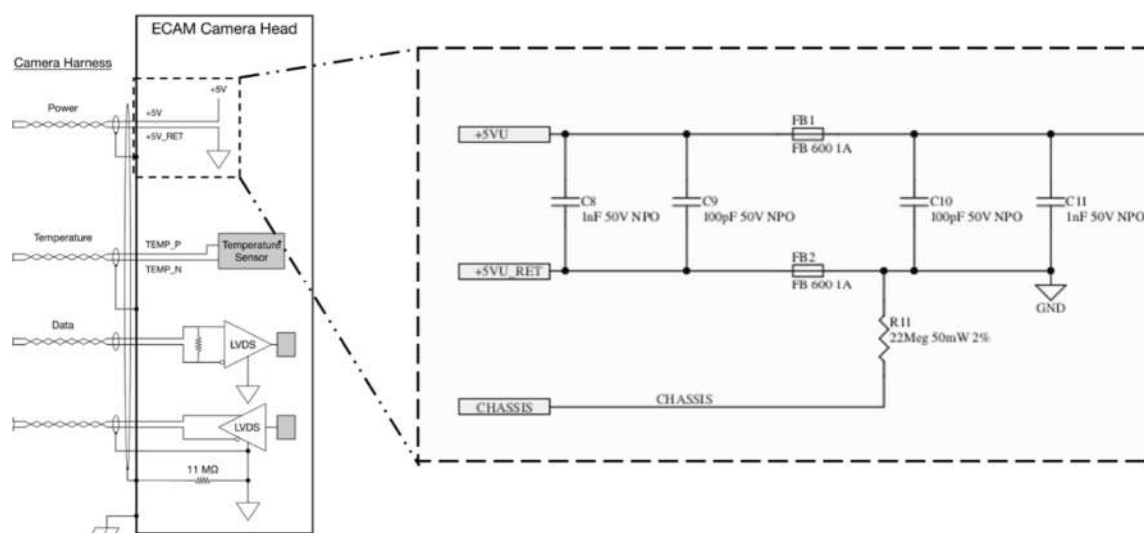 ECAM Camera Head
Camera Harness
Power
+5V
+5V
+5V_RET
Temperature
TEMP_P
TEMP_N
Temperature
Sensor
Data
LVDS
LVDS
11 MΩ
+5VU
FB1
FB 600 1A
C8
1nF 50V NPO
C9
100pF 50V NPO
C10
100pF 50V NPO
C11
1nF 50V NPO
+5VU_RET
FB2
FB 600 1A
GND
R11
22Meg 50mW 2%
CHASSIS
CHASSIS